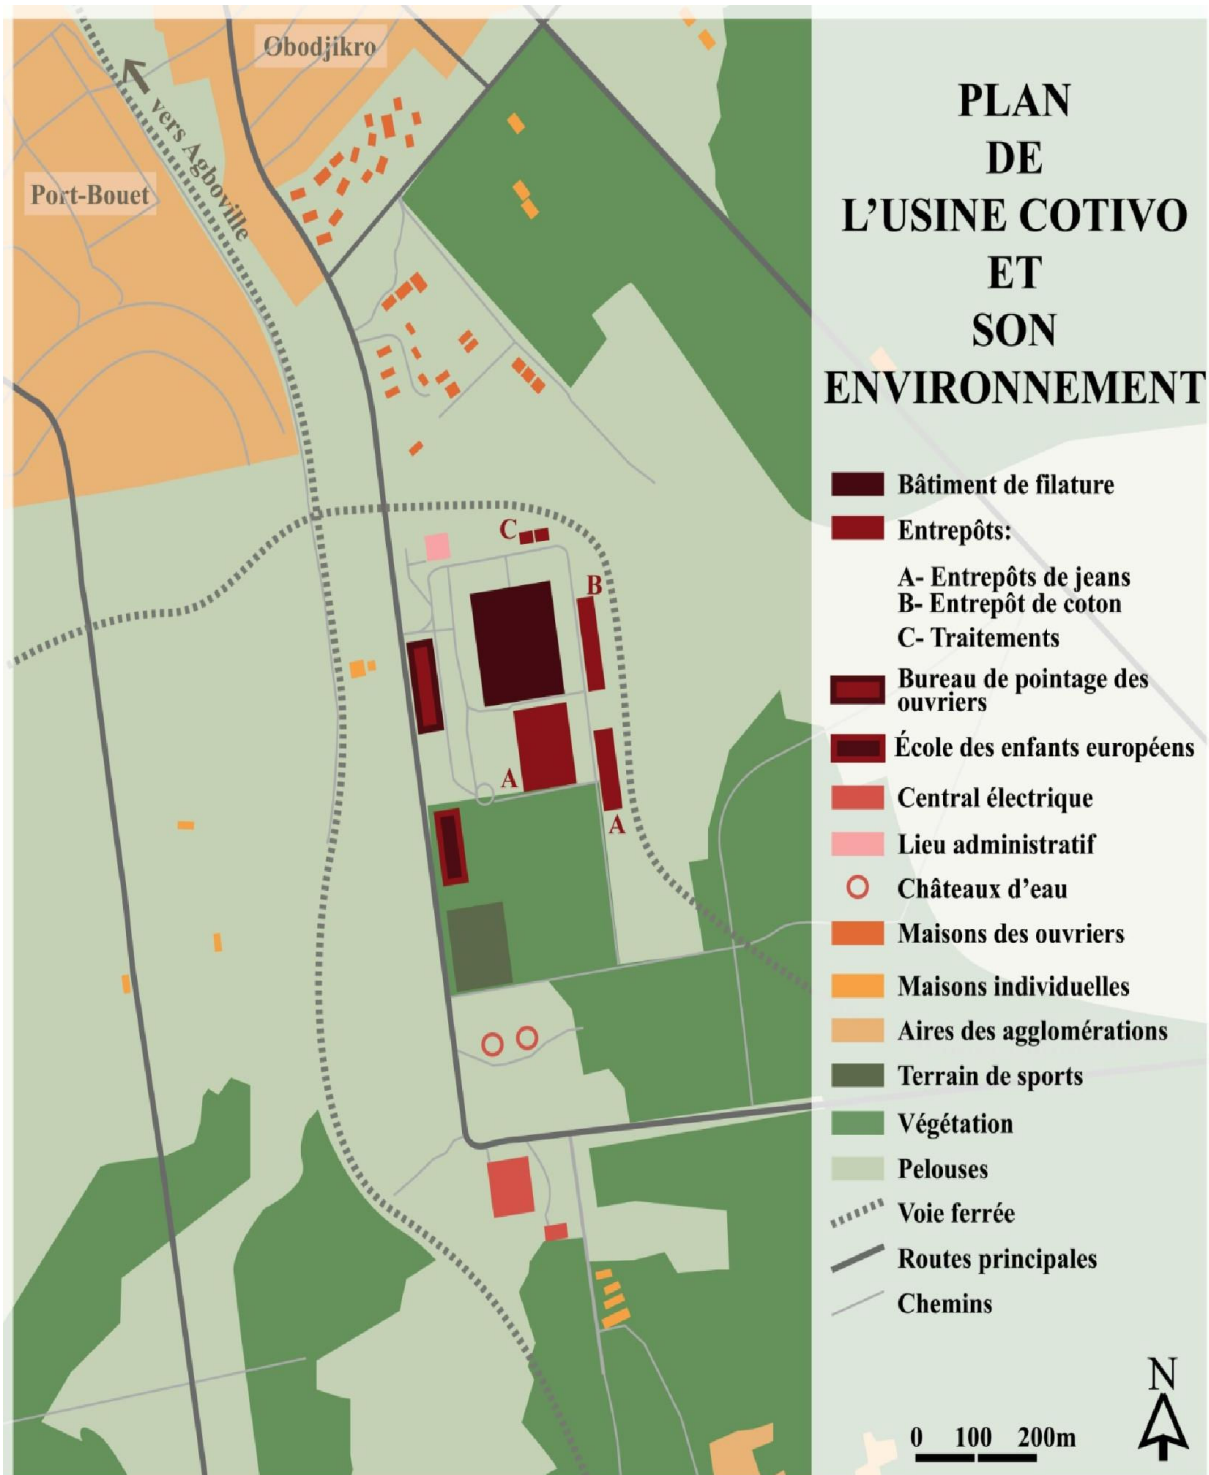 PLAN
DE
L'USINE COTIVO
ET
SON
ENVIRONNEMENT
Obodjikro
vers Agboville
Port-Bouet
C
B
A
A
Bâtiment de filature
Entrepôts:
A- Entrepôts de jeans
B- Entrepôt de coton
C- Traitements
Bureau de pointage des
ouvriers
École des enfants européens
Central électrique
Lieu administratif
Châteaux d'eau
Maisons des ouvriers
Maisons individuelles
Aires des agglomérations
Terrain de sports
Végétation
Pelouses
Voie ferrée
Routes principales
Chemins
N
0 100 200m